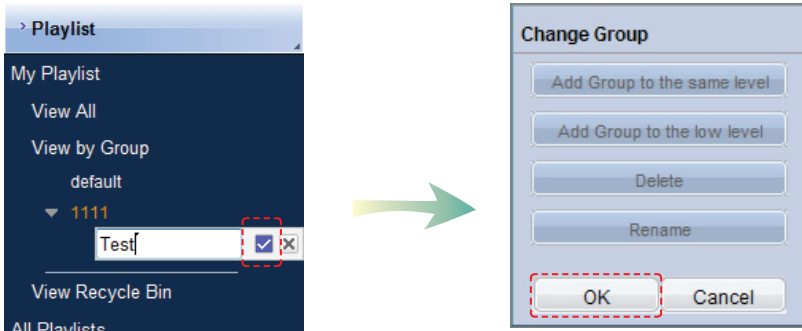 Playlist
My Playlist
View All
View by Group
default
1111
Test
View Recycle Bin
All Playlists
Change Group
Add Group to the same level
Add Group to the low level
Delete
Rename
OK Cancel